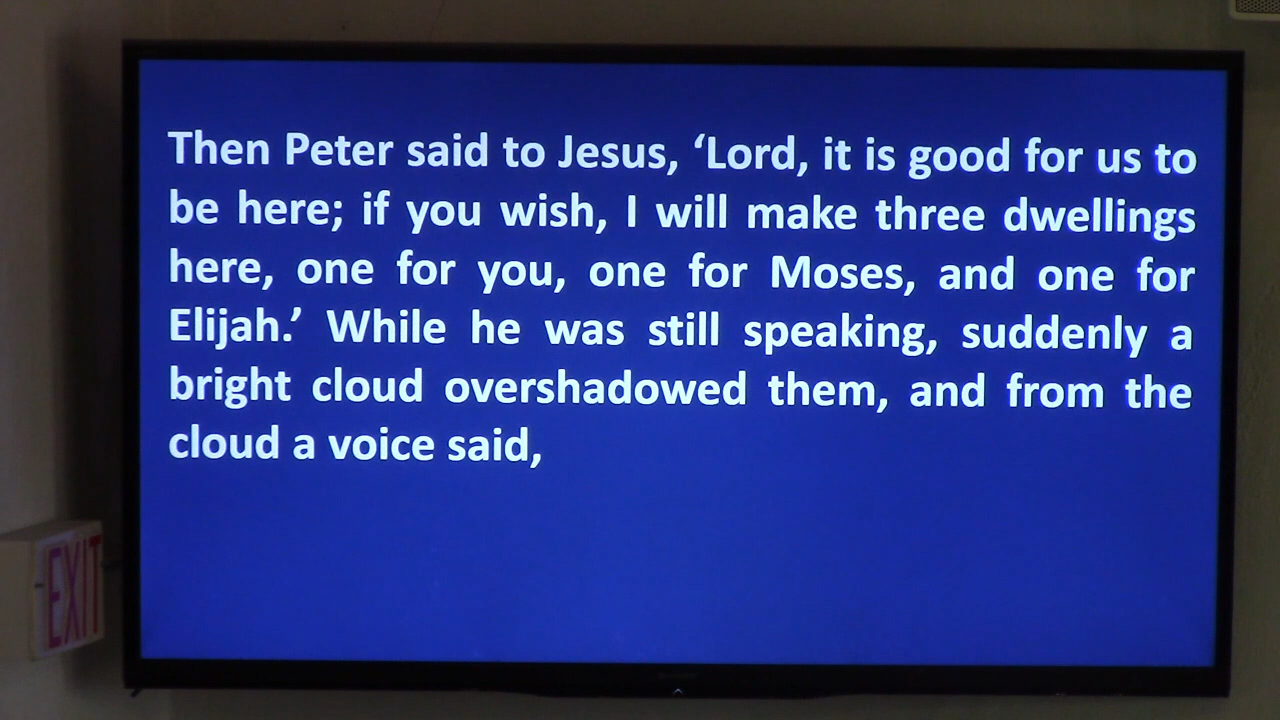 Then Peter said to Jesus, ‘Lord, it is good for us to
be here; if you wish, I will make three dwellings
here, one for you, one for Moses, and one for
Elijah.’ While he was still speaking, suddenly a
bright cloud overshadowed them, and from the
cloud a voice said,
EXIT